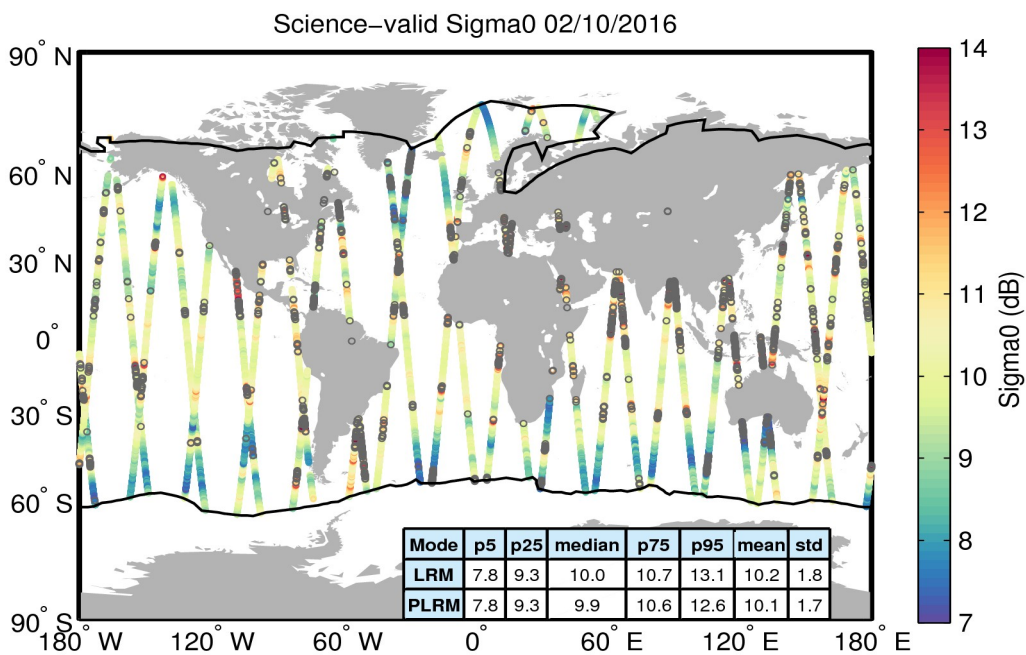 Science−valid Sigma0 02/10/2016
90° N
60° N
30° N
0°
30° S
60° S
90° S
180° W
120° W
60° W
0°
60° E
120° E
180° E
14
13
12
11
10
9
8
7
Sigma0 (dB)
Mode p5 p25 median p75 p95 mean std
LRM 7.8 9.3 10.0 10.7 13.1 10.2 1.8
PLRM 7.8 9.3 9.9 10.6 12.6 10.1 1.7